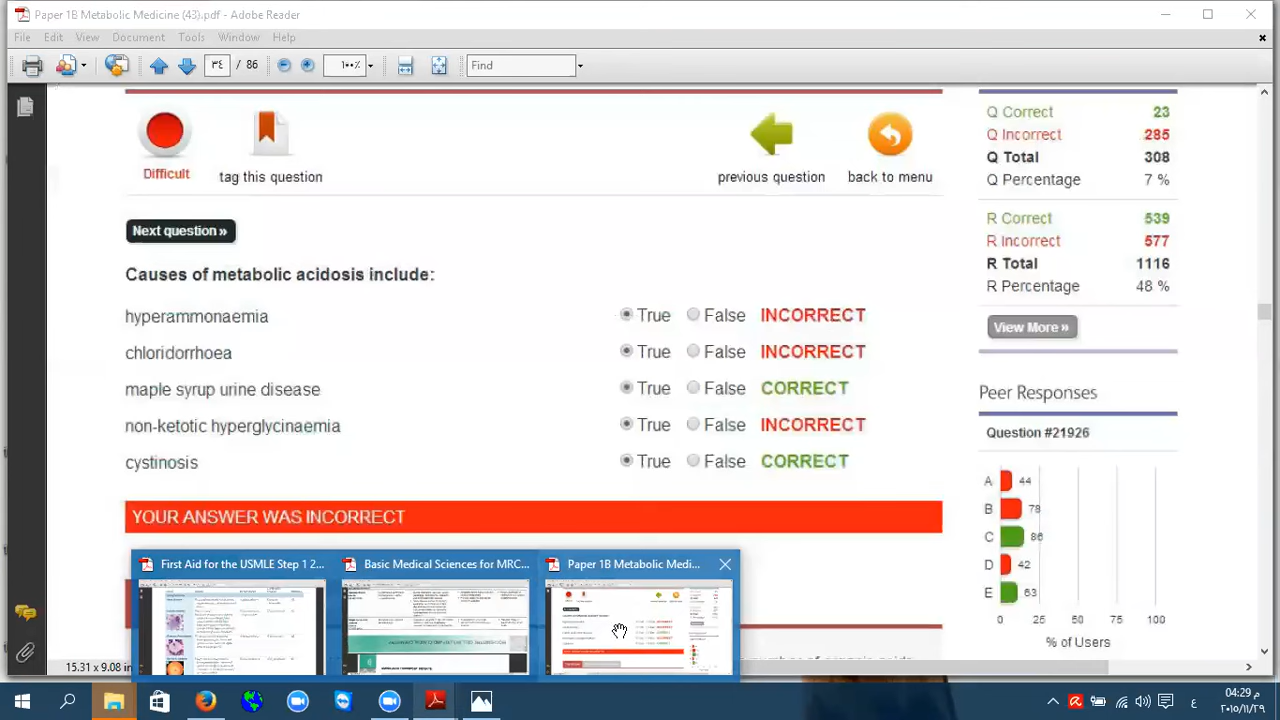 Paper 1B Metabolic Medicine (43).pdf - Adobe Reader
File Edit View Document Tools Window Help
٣٤ / 86 ١٠٠% Find
Difficult
tag this question
previous question
back to menu
Next question »
Causes of metabolic acidosis include:
hyperammonaemia True False INCORRECT
chloridorrhoea True False INCORRECT
maple syrup urine disease True False CORRECT
non-ketotic hyperglycinaemia True False INCORRECT
cystinosis True False CORRECT
YOUR ANSWER WAS INCORRECT
Q Correct 23
Q Incorrect 285
Q Total 308
Q Percentage 7 %
R Correct 539
R Incorrect 577
R Total 1116
R Percentage 48 %
View More »
Peer Responses
Question #21926
A 44
B 78
C 86
D 42
E 63
0 25 50 75 100
% of Users
First Aid for the USMLE Step 1 2...
Basic Medical Sciences for MRC...
Paper 1B Metabolic Medi...
15.31 x 9.08 in
ع
04:29 م
٢٠١٥/١١/٢٩